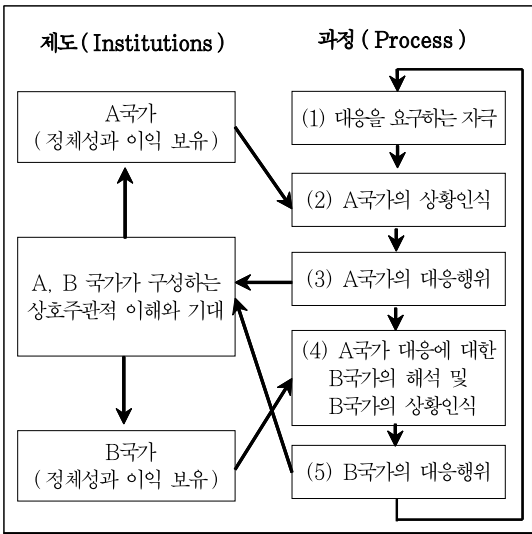 제도 ( Institutions )
A국가
( 정체성과 이익 보유 )
A, B 국가가 구성하는
상호주관적 이해와 기대
B국가
( 정체성과 이익 보유 )
과정 ( Process )
(1) 대응을 요구하는 자극
(2) A국가의 상황인식
(3) A국가의 대응행위
(4) A국가 대응에 대한
B국가의 해석 및
B국가의 상황인식
(5) B국가의 대응행위